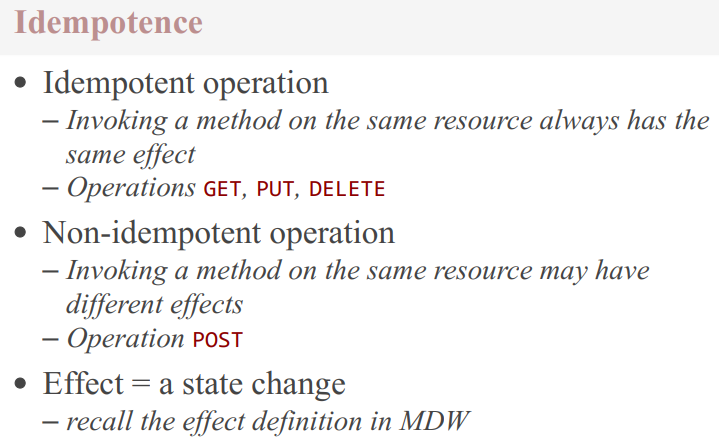 Idempotence
• Idempotent operation
– Invoking a method on the same resource always has the
same effect
– Operations GET, PUT, DELETE
• Non-idempotent operation
– Invoking a method on the same resource may have
different effects
– Operation POST
• Effect = a state change
– recall the effect definition in MDW